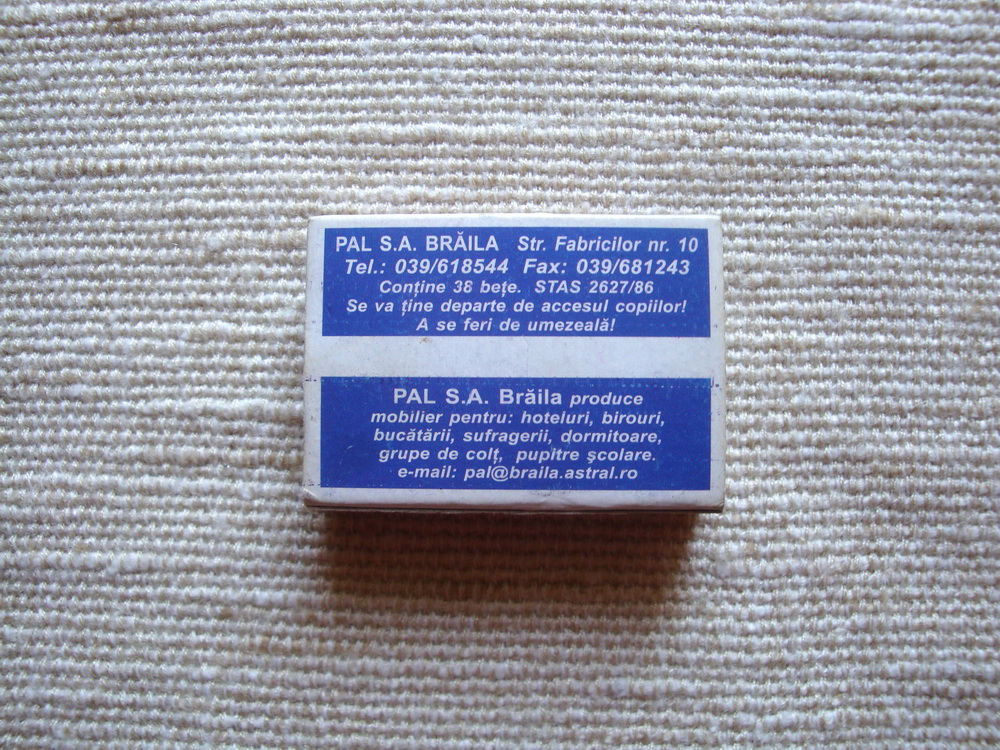 PAL S.A. BRĂILA Str. Fabricilor nr. 10
Tel.: 039/618544 Fax: 039/681243
Conține 38 bețe. STAS 2627/86
Se va ține departe de accesul copiilor!
A se feri de umezeală!
PAL S.A. Brăila produce
mobilier pentru: hoteluri, birouri,
bucătării, sufragerii, dormitoare,
grupe de colț, pupitre școlare.
e-mail: pal@braila.astral.ro